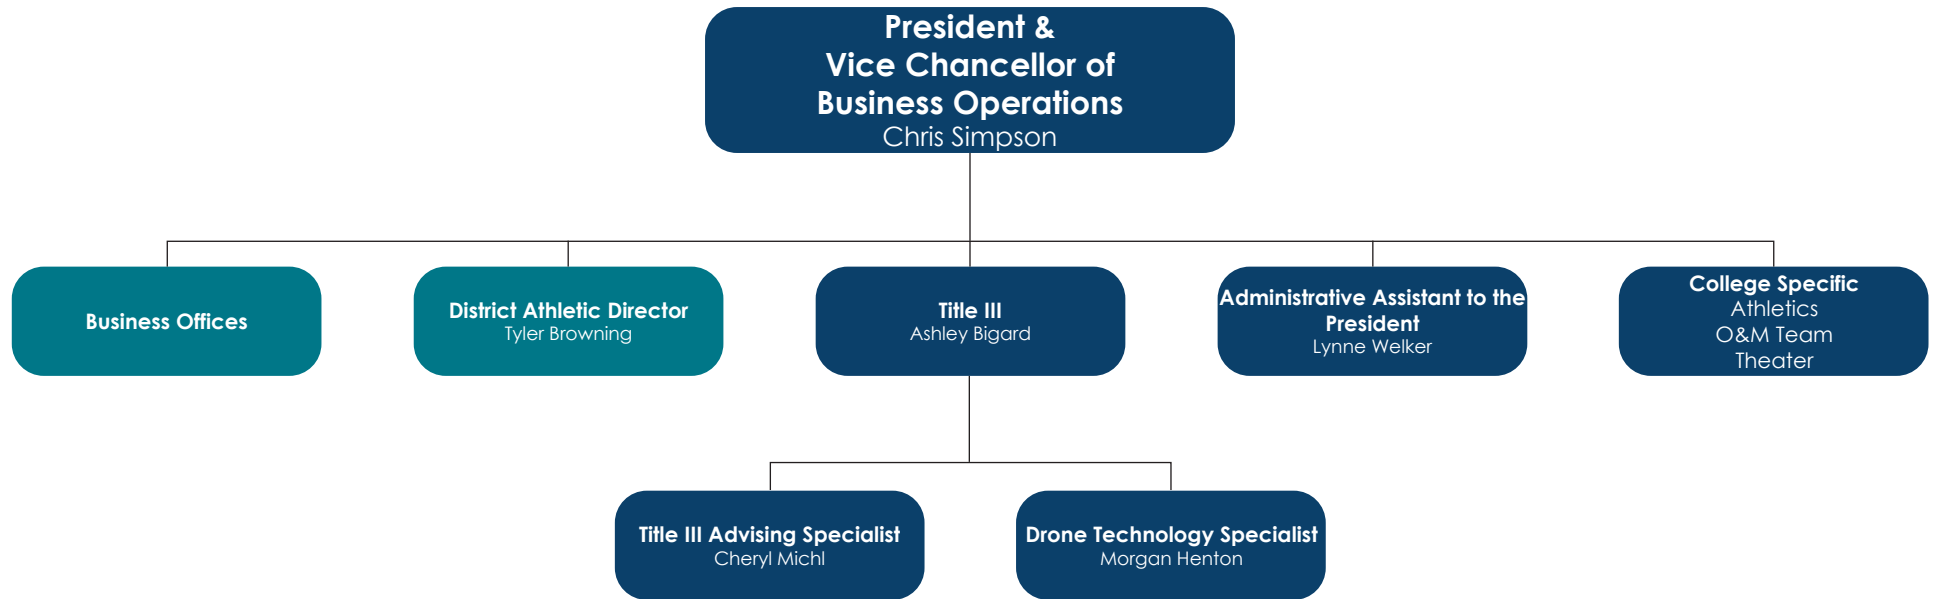 President &
Vice Chancellor of
Business Operations
Chris Simpson
Business Offices
District Athletic Director
Tyler Browning
Title III
Ashley Bigard
Administrative Assistant to the
President
Lynne Welker
College Specific
Athletics
O&M Team
Theater
Title III Advising Specialist
Cheryl Michl
Drone Technology Specialist
Morgan Henton